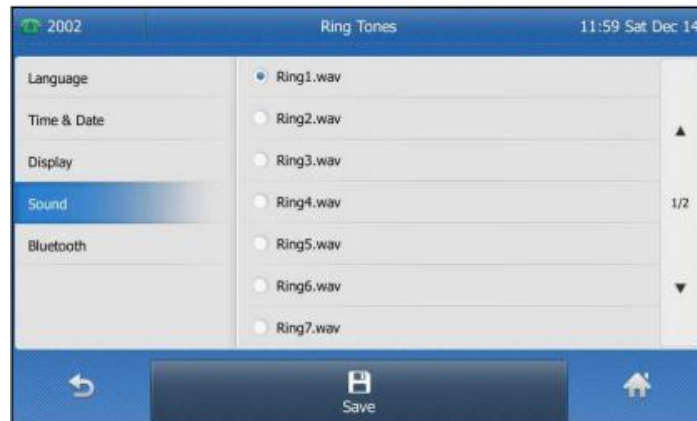 2002 Ring Tones 11:59 Sat Dec 14
Language
Time & Date
Display
Sound
Bluetooth
Ring1.wav
Ring2.wav
Ring3.wav
Ring4.wav
Ring5.wav
Ring6.wav
Ring7.wav
1/2
Save